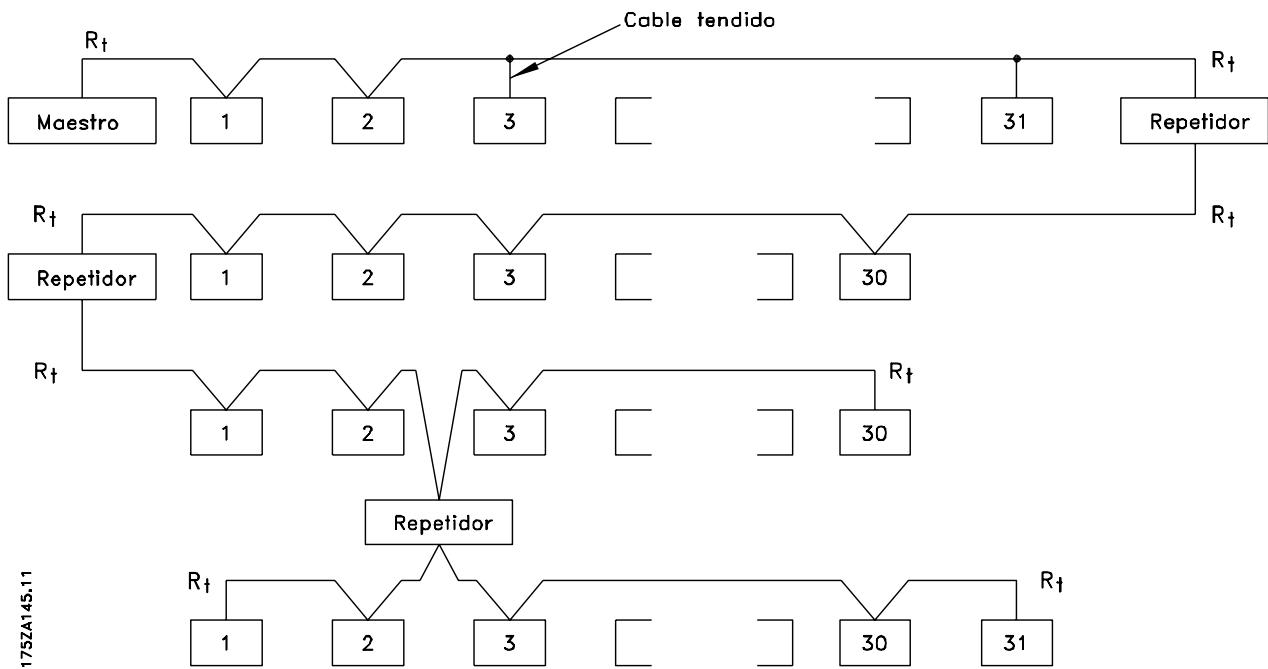 Cable tendido
Rt Rt
Maestro 1 2 3 31 Repetidor
Rt Rt
Repetidor 1 2 3 30
Rt Rt
1 2 3 30
Repetidor
Rt Rt
1 2 3 30 31
175ZA145.11